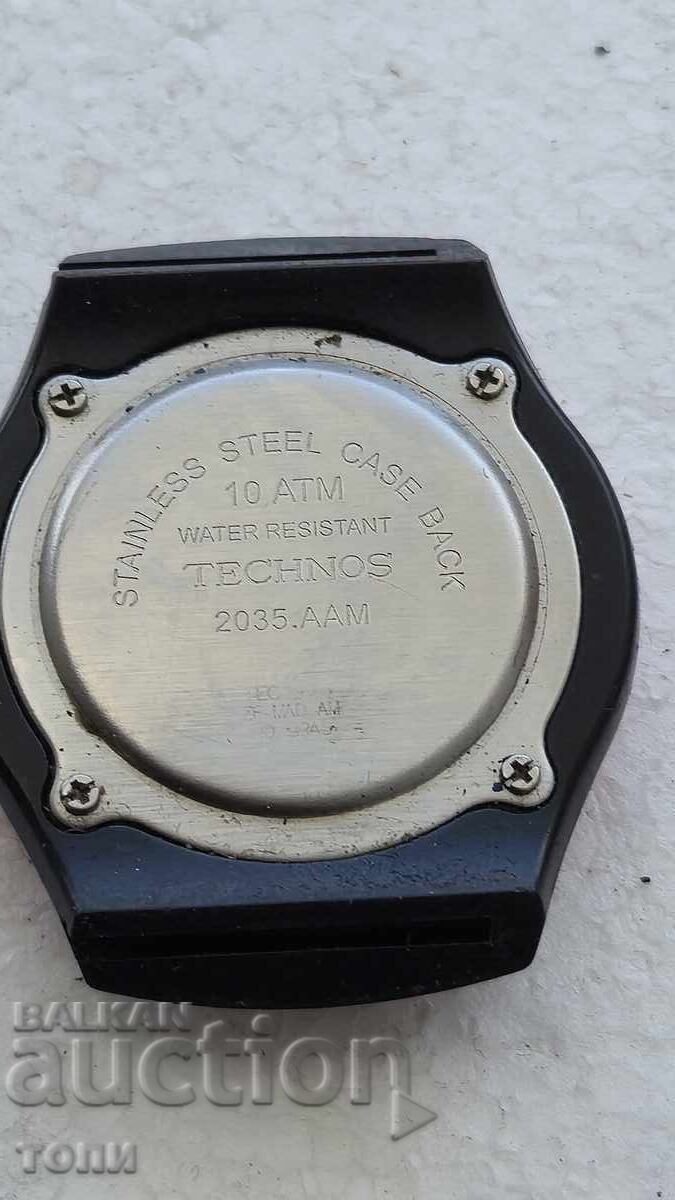 STAINLESS STEEL CASE BACK
10 ATM
WATER RESISTANT
TECHNOS
2035.AAM
BALKAN
auction
ТОПИ